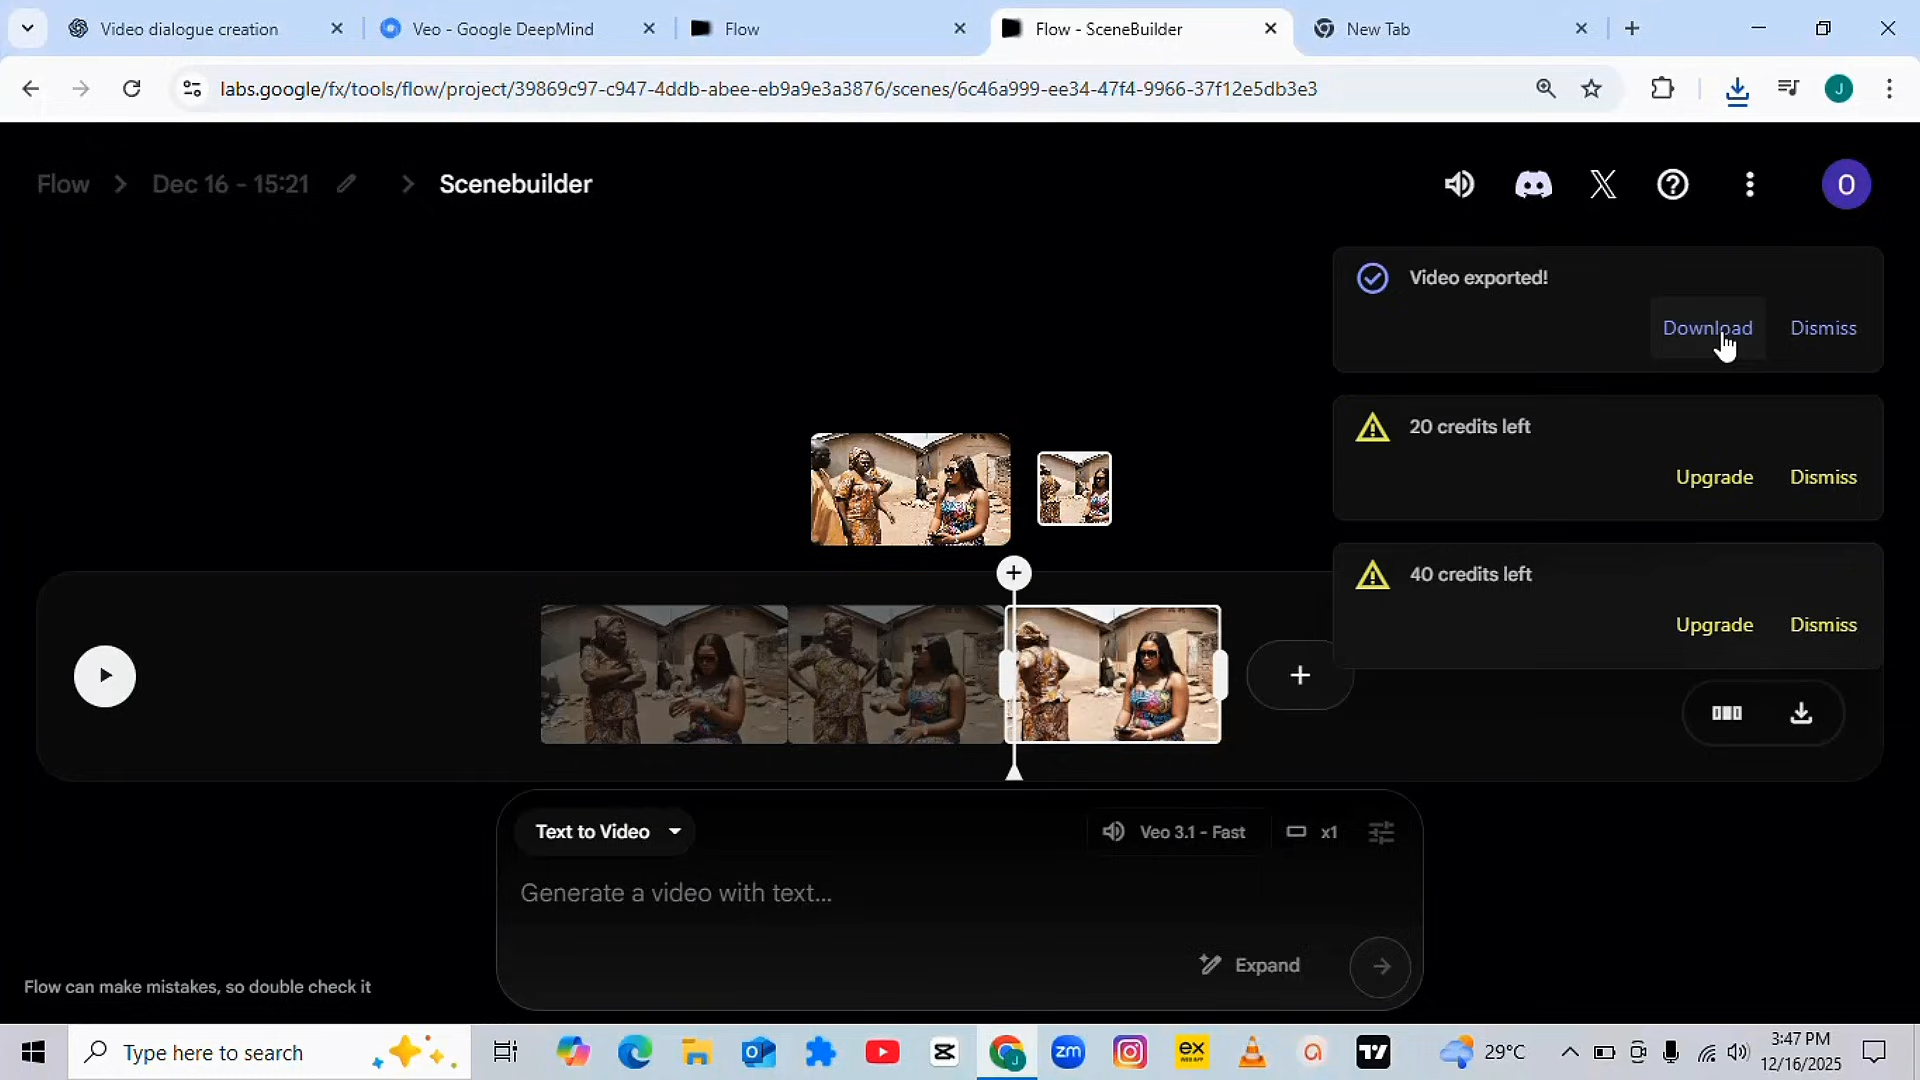 Video dialogue creation
Veo - Google DeepMind
Flow
Flow - SceneBuilder
New Tab
labs.google/fx/tools/flow/project/39869c97-c947-4ddb-abee-eb9a9e3a3876/scenes/6c46a999-ee34-47f4-9966-37f12e5db3e3
J
Flow
Dec 16 - 15:21
Scenebuilder
O
Video exported!
Download
Dismiss
20 credits left
Upgrade
Dismiss
40 credits left
Upgrade
Dismiss
Text to Video
Veo 3.1 - Fast
x1
Generate a video with text...
Expand
Flow can make mistakes, so double check it
Type here to search
zm
ex
WEB APP
29°C
3:47 PM
12/16/2025